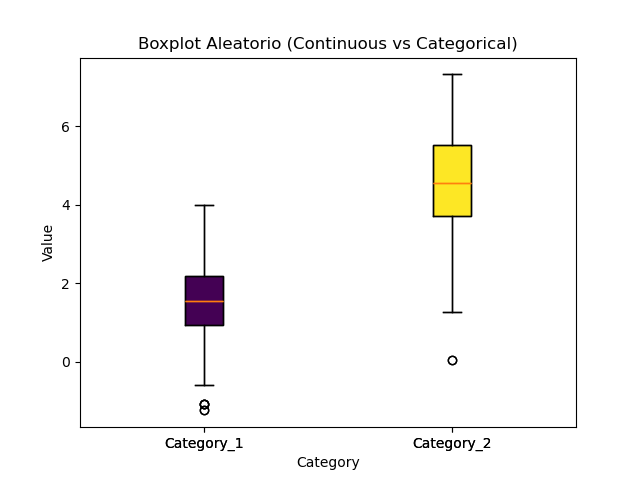 Boxplot Aleatorio (Continuous vs Categorical)
6
4
2
0
Value
Category_1 Category_2
Category